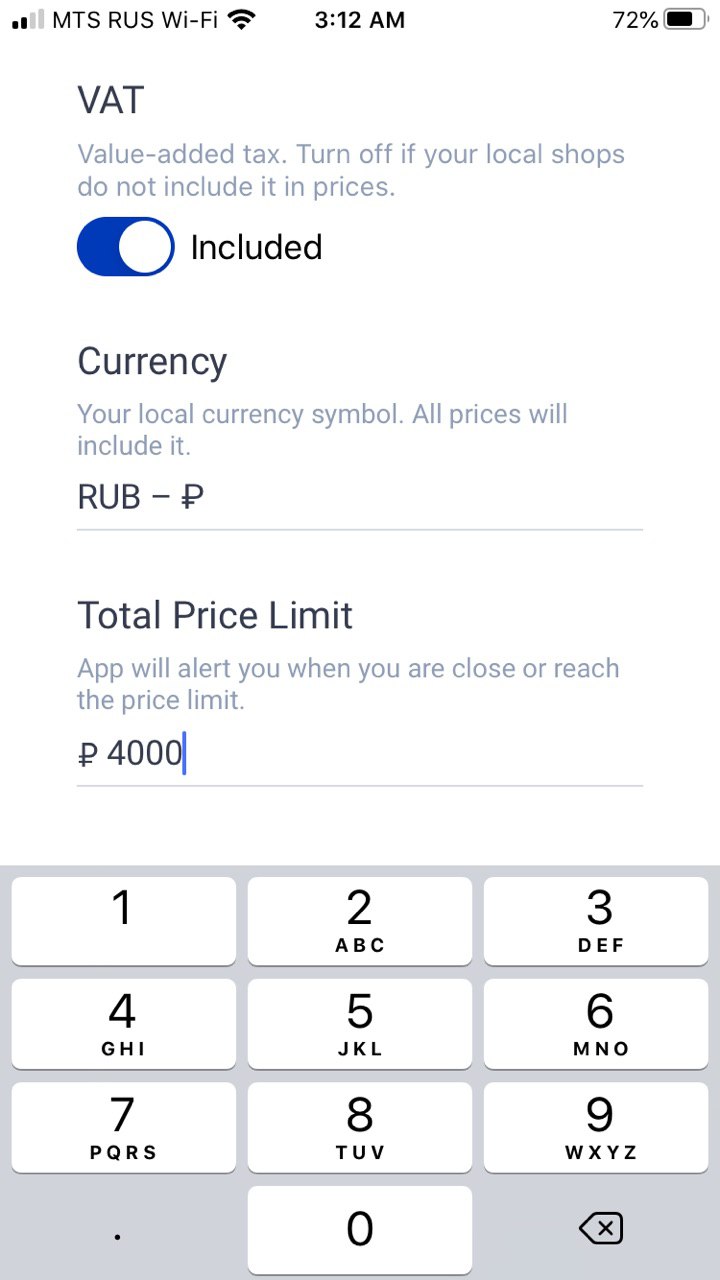 MTS RUS Wi-Fi 3:12 AM 72%
VAT
Value-added tax. Turn off if your local shops
do not include it in prices.
Included
Currency
Your local currency symbol. All prices will
include it.
RUB – ₽
Total Price Limit
App will alert you when you are close or reach
the price limit.
₽ 4000
1 2 3
ABC DEF
4 5 6
GHI JKL MNO
7 8 9
PQRS TUV WXYZ
. 0